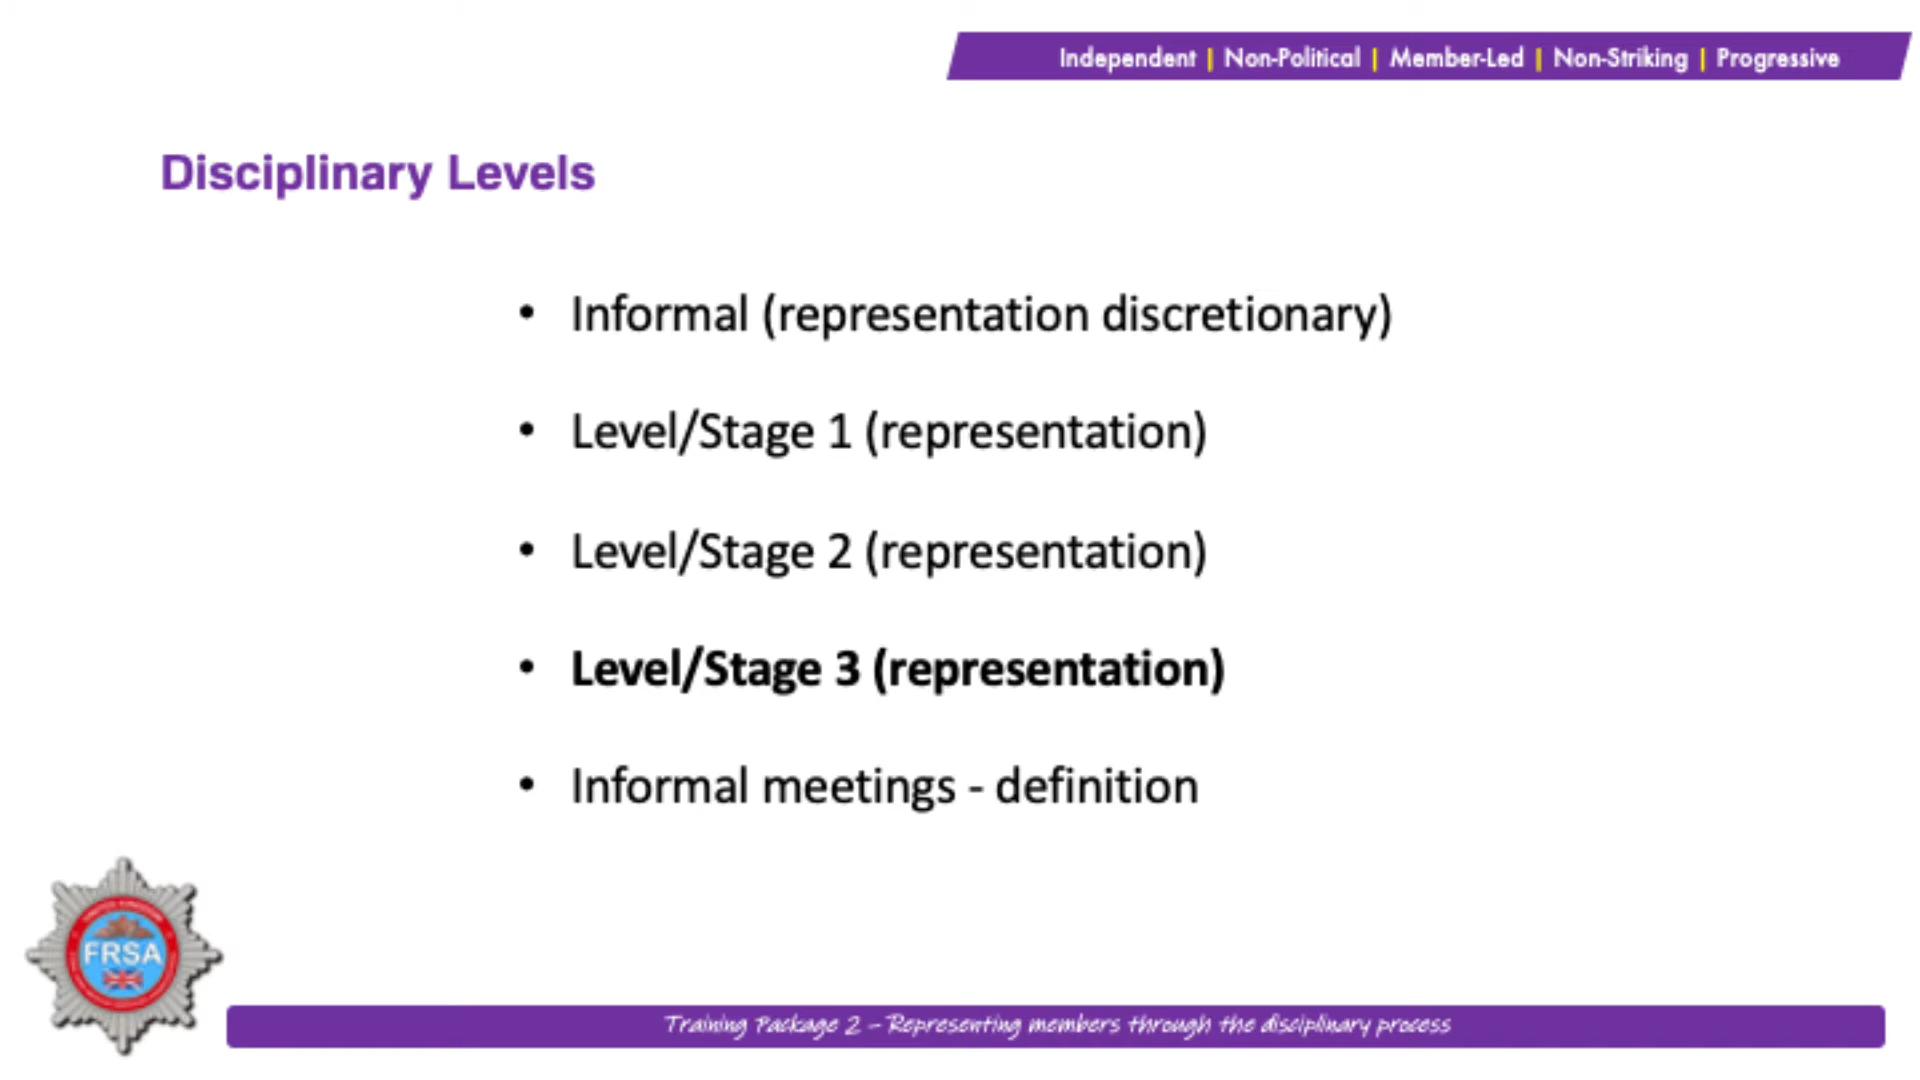 Independent | Non-Political | Member-Led | Non-Striking | Progressive
Disciplinary Levels
• Informal (representation discretionary)
• Level/Stage 1 (representation)
• Level/Stage 2 (representation)
• Level/Stage 3 (representation)
• Informal meetings - definition
FRSA
Training Package 2 – Representing members through the disciplinary process